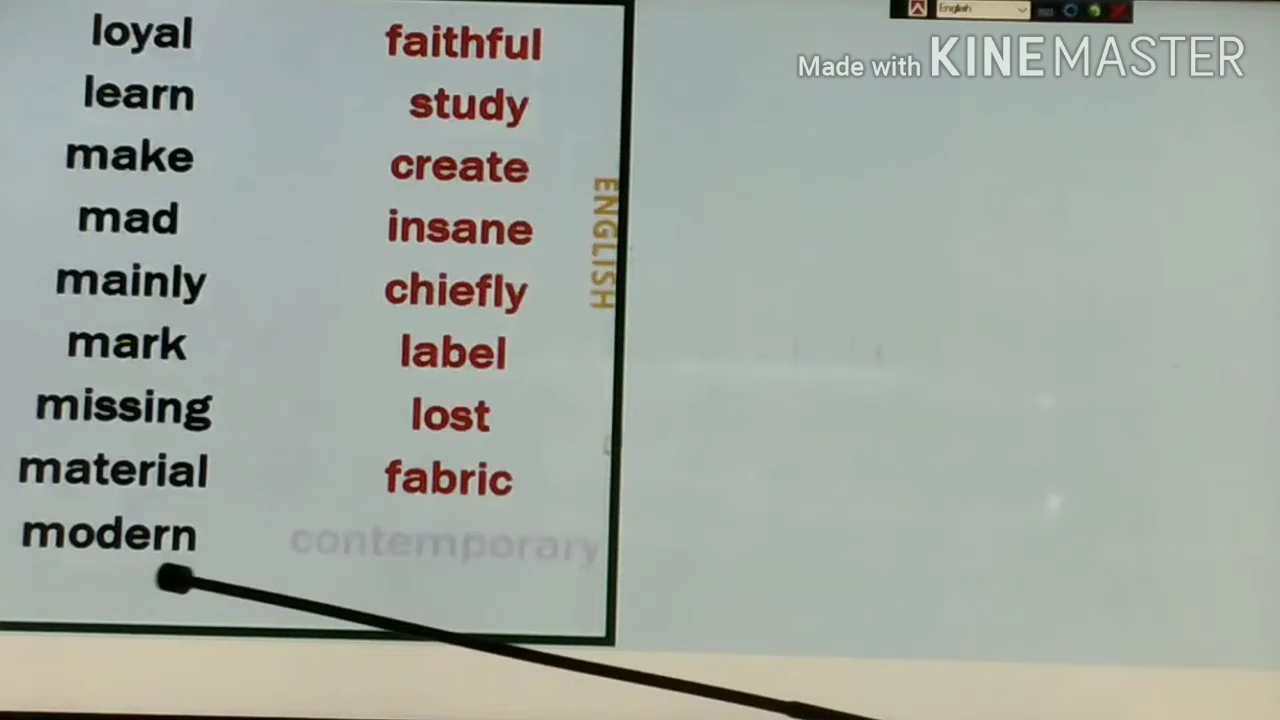 English
Made with KINEMASTER
loyal faithful
learn study
make create
mad insane
mainly chiefly
mark label
missing lost
material fabric
modern contemporary
ENGLISH